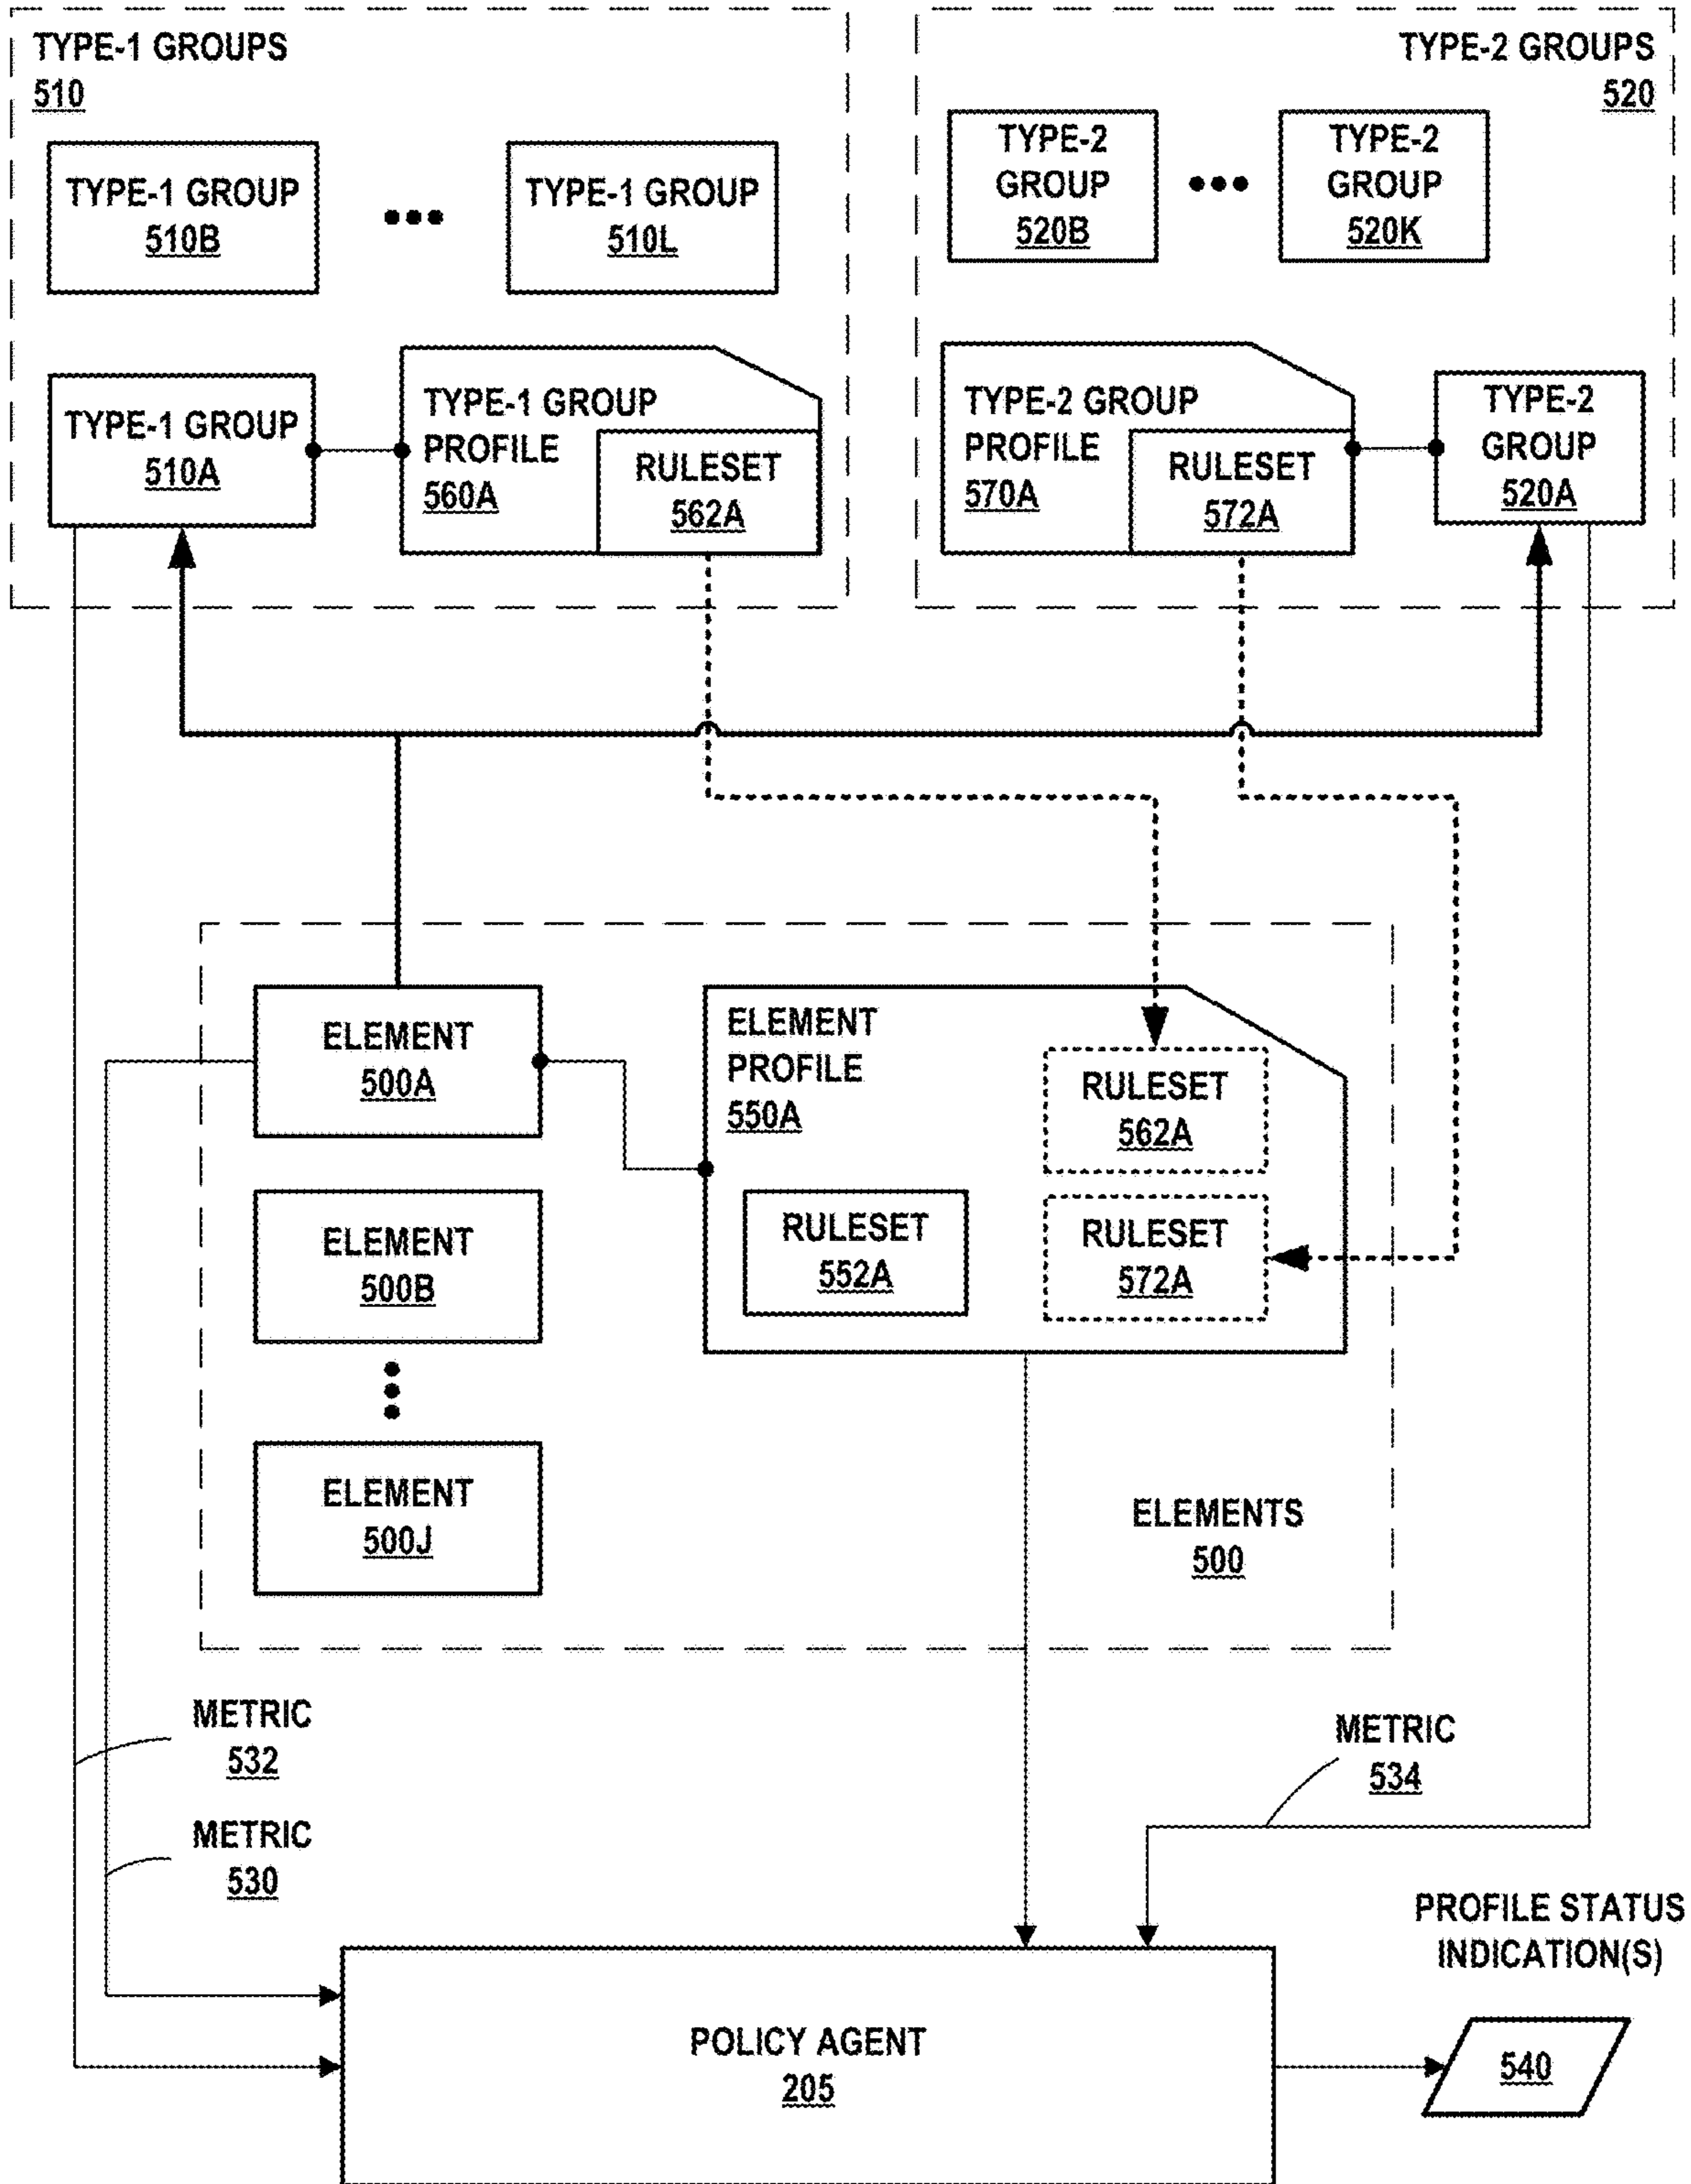 TYPE-1 GROUPS
510
TYPE-1 GROUP
510B
TYPE-1 GROUP
510L
TYPE-1 GROUP
510A
TYPE-1 GROUP
PROFILE
560A
RULESET
562A
TYPE-2 GROUPS
520
TYPE-2
GROUP
520B
TYPE-2
GROUP
520K
TYPE-2 GROUP
PROFILE
570A
RULESET
572A
TYPE-2
GROUP
520A
ELEMENT
500A
ELEMENT
PROFILE
550A
RULESET
562A
RULESET
552A
RULESET
572A
ELEMENT
500B
ELEMENT
500J
ELEMENTS
500
METRIC
532
METRIC
530
METRIC
534
PROFILE STATUS
INDICATION(S)
540
POLICY AGENT
205